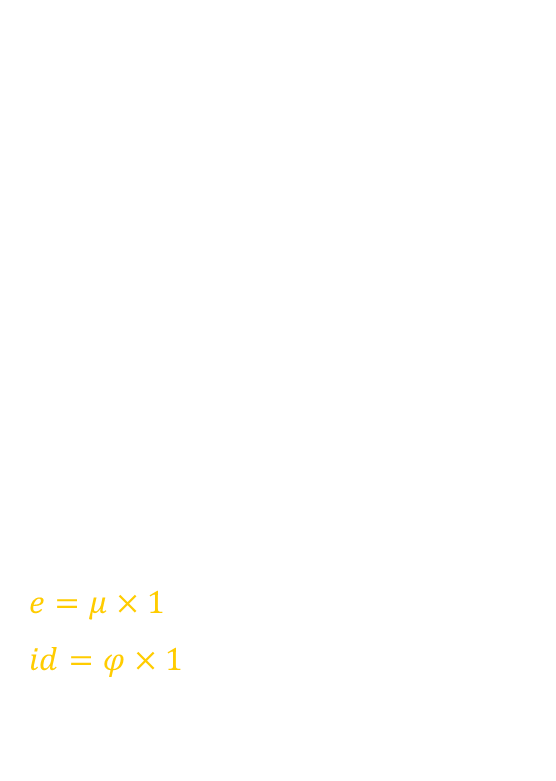 e = μ × 1
id = φ × 1